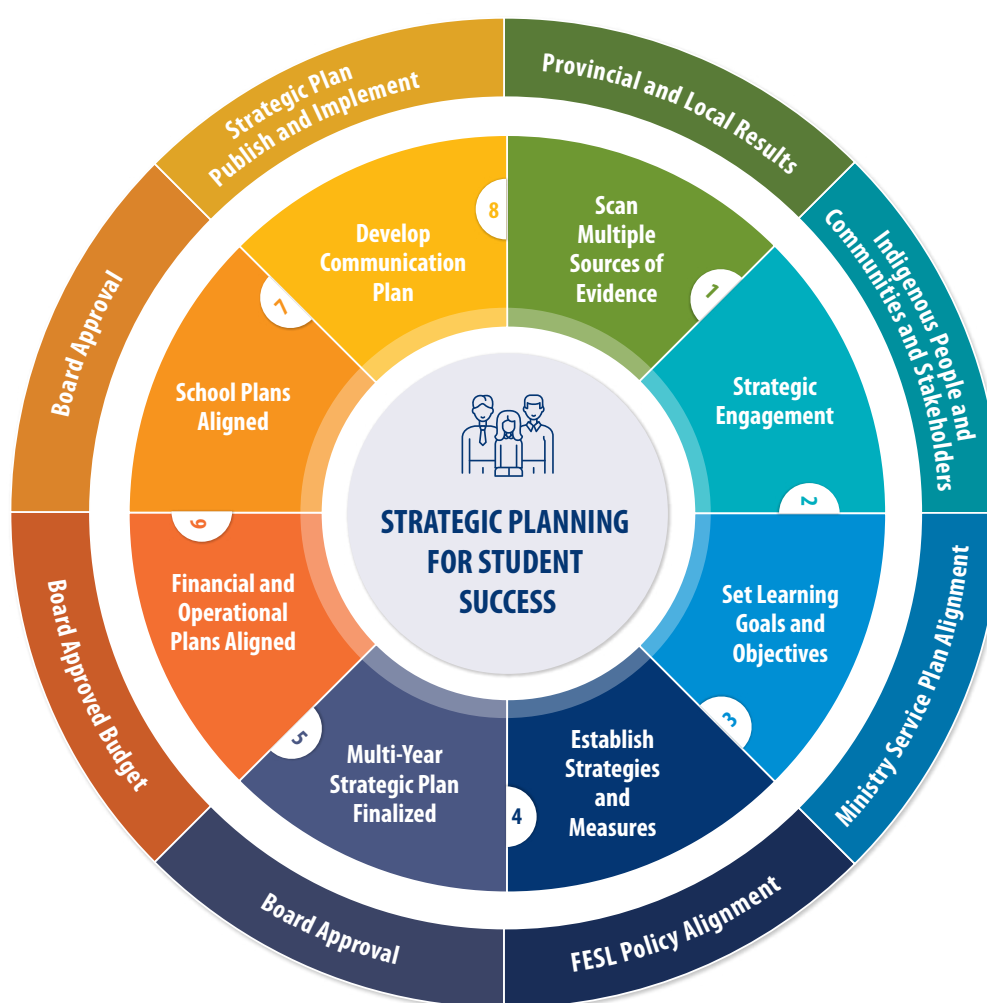 STRATEGIC PLANNING
FOR STUDENT
SUCCESS
Provincial and Local Results
Scan
Multiple
Sources of
Evidence
1
Indigenous People and
Communities and Stakeholders
Strategic
Engagement
2
Ministry Service Plan Alignment
Set Learning
Goals and
Objectives
3
FESL Policy Alignment
Establish
Strategies
and
Measures
4
Board Approval
Multi-Year
Strategic Plan
Finalized
5
Board Approved Budget
Financial and
Operational
Plans Aligned
6
Board Approval
School Plans
Aligned
7
Strategic Plan
Publish and Implement
Develop
Communication
Plan
8